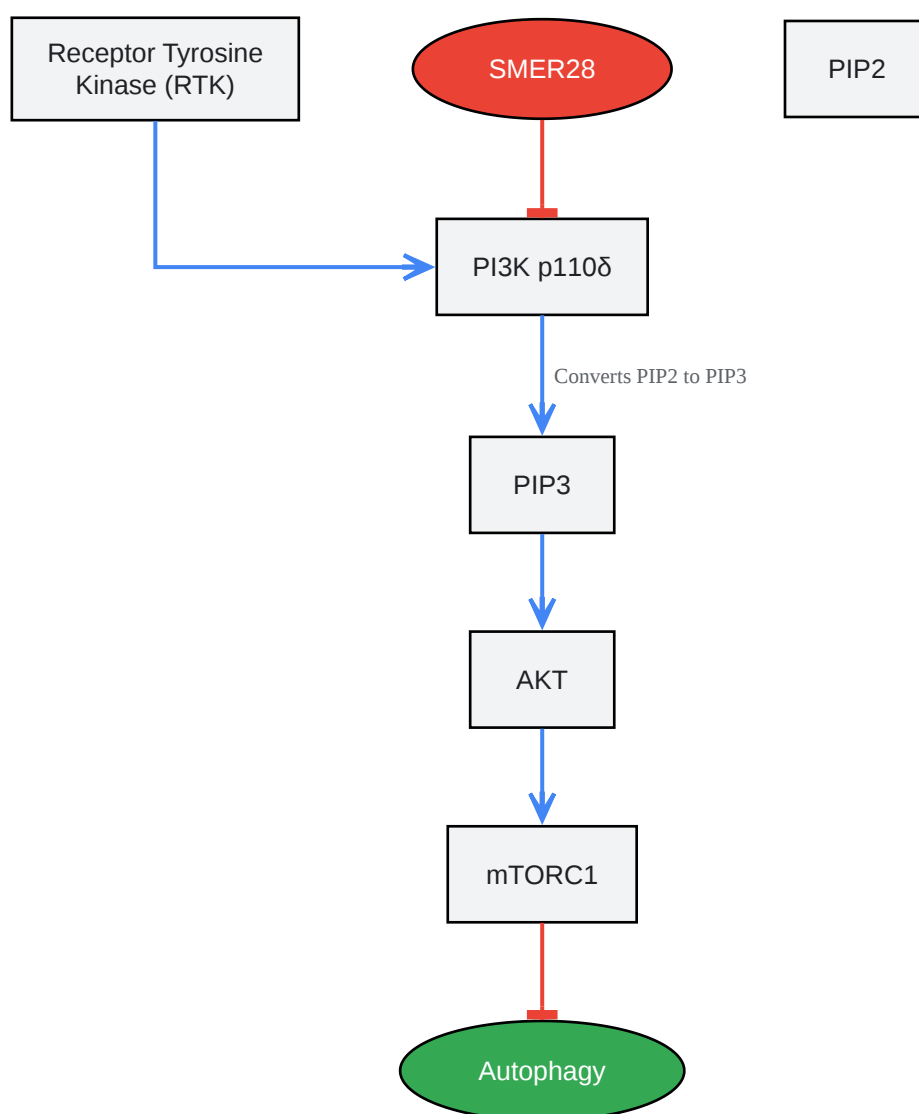 Receptor Tyrosine
Kinase (RTK)
SMER28
PIP2
PI3K p110δ
Converts PIP2 to PIP3
PIP3
AKT
mTORC1
Autophagy